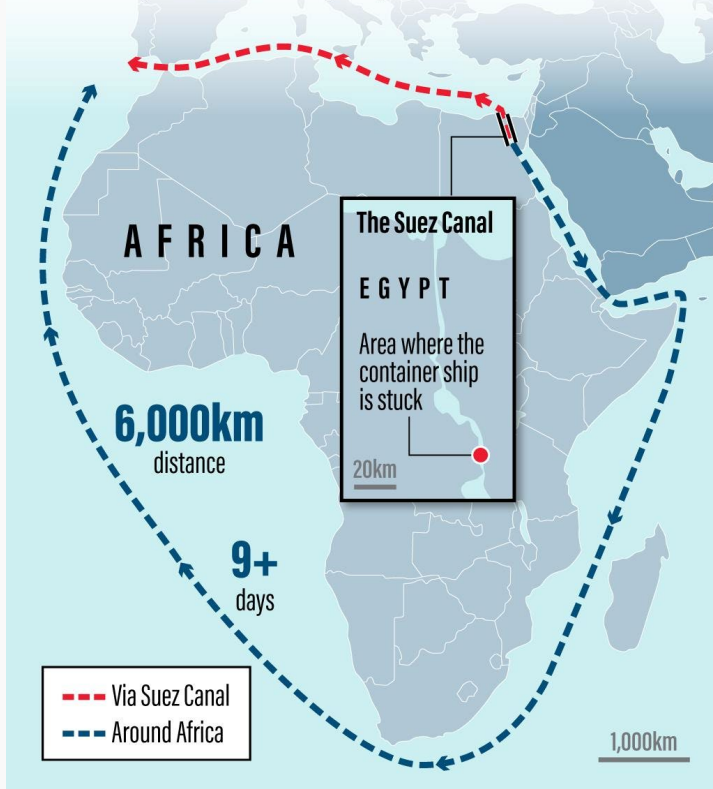 AFRICA
The Suez Canal
EGYPT
Area where the
container ship
is stuck
20km
6,000km
distance
9+
days
Via Suez Canal
Around Africa
1,000km